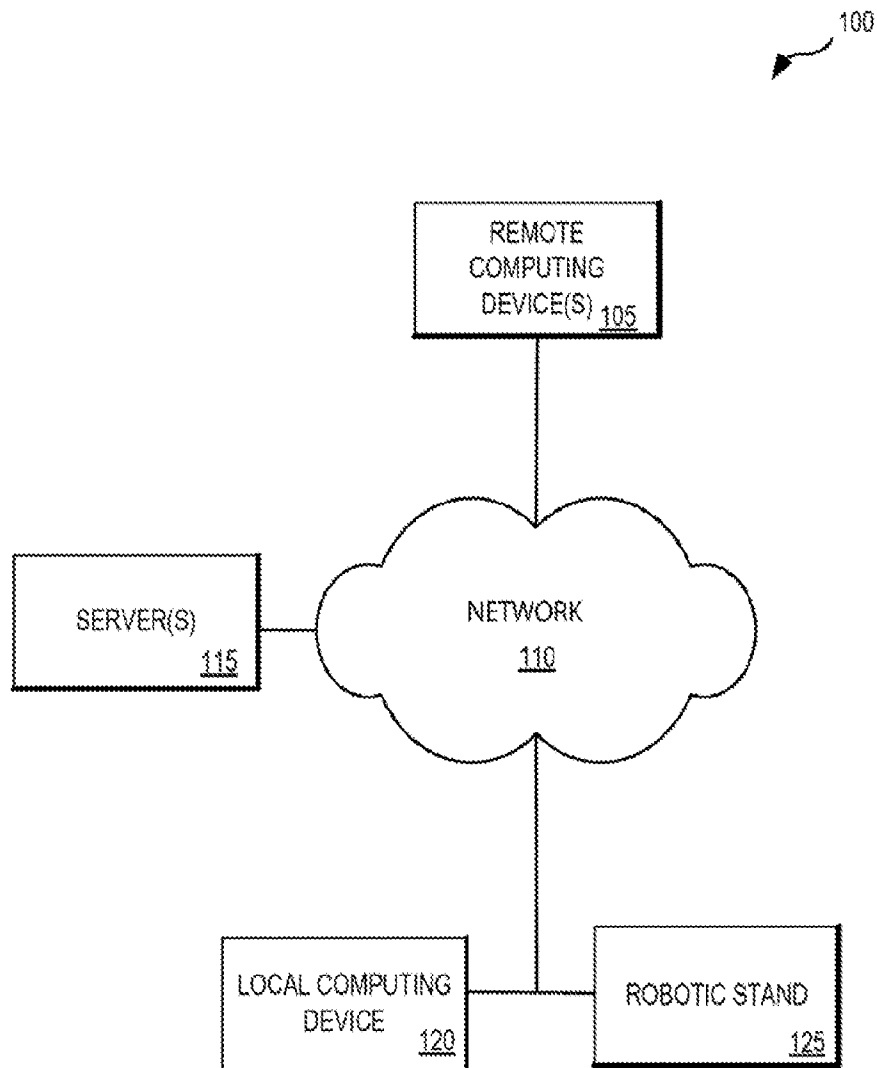 100
REMOTE
COMPUTING
DEVICE(S)
105
SERVER(S)
115
NETWORK
110
LOCAL COMPUTING
DEVICE
120
ROBOTIC STAND
125